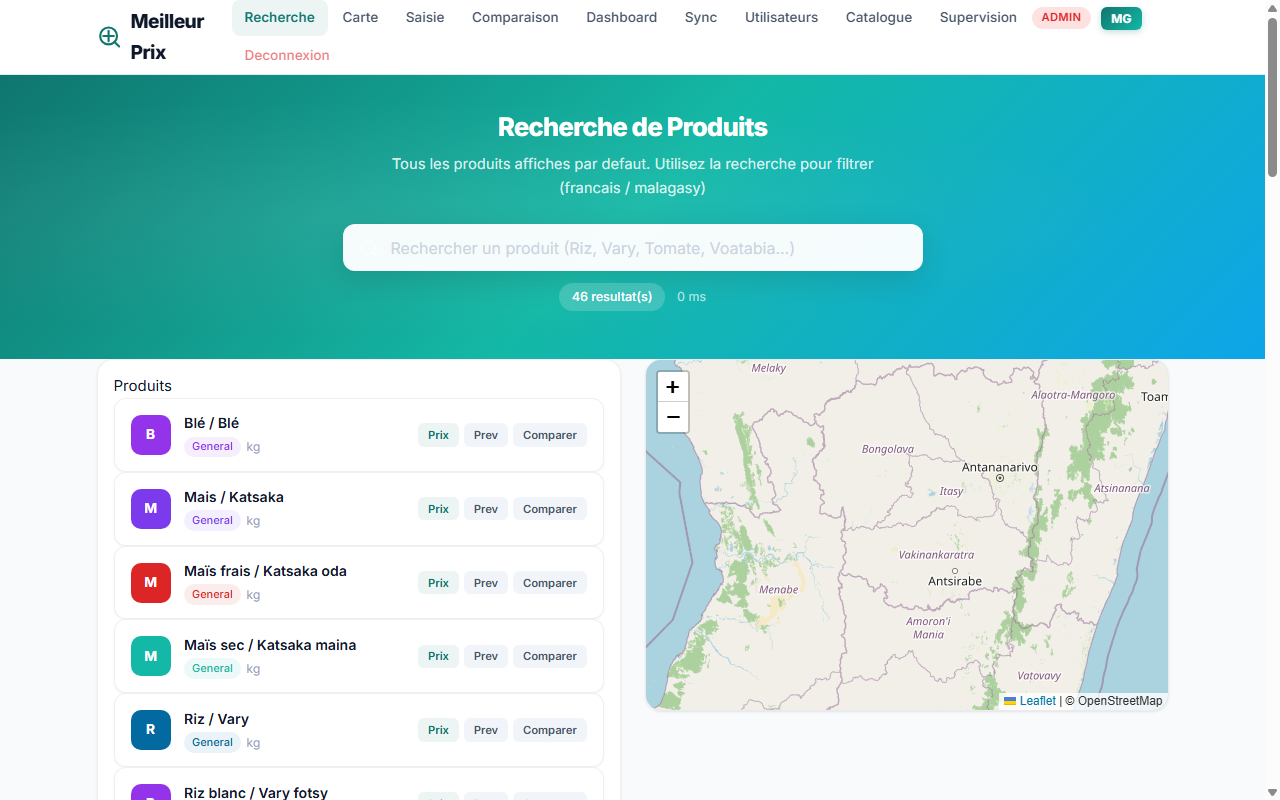 Meilleur
Prix
Recherche
Carte
Saisie
Comparaison
Dashboard
Sync
Utilisateurs
Catalogue
Supervision
ADMIN
MG
Deconnexion
Recherche de Produits
Tous les produits affiches par defaut. Utilisez la recherche pour filtrer
(francais / malagasy)
Rechercher un produit (Riz, Vary, Tomate, Voatabia...)
46 resultat(s)
0 ms
Produits
B
Blé / Blé
General kg
Prix Prev Comparer
M
Mais / Katsaka
General kg
Prix Prev Comparer
M
Maïs frais / Katsaka oda
General kg
Prix Prev Comparer
M
Maïs sec / Katsaka maina
General kg
Prix Prev Comparer
R
Riz / Vary
General kg
Prix Prev Comparer
Riz blanc / Vary fotsy
+
−
Melaky
Alaotra-Mangoro
Toam
Bongolava
Antananarivo
Itasy
Atsinanana
Vakinankaratra
Antsirabe
Menabe
Amoron'i
Mania
Vatovavy
Leaflet | © OpenStreetMap